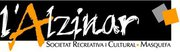 l'Alzinar
SOCIETAT RECREATIVA I CULTURAL - MASQUEFA